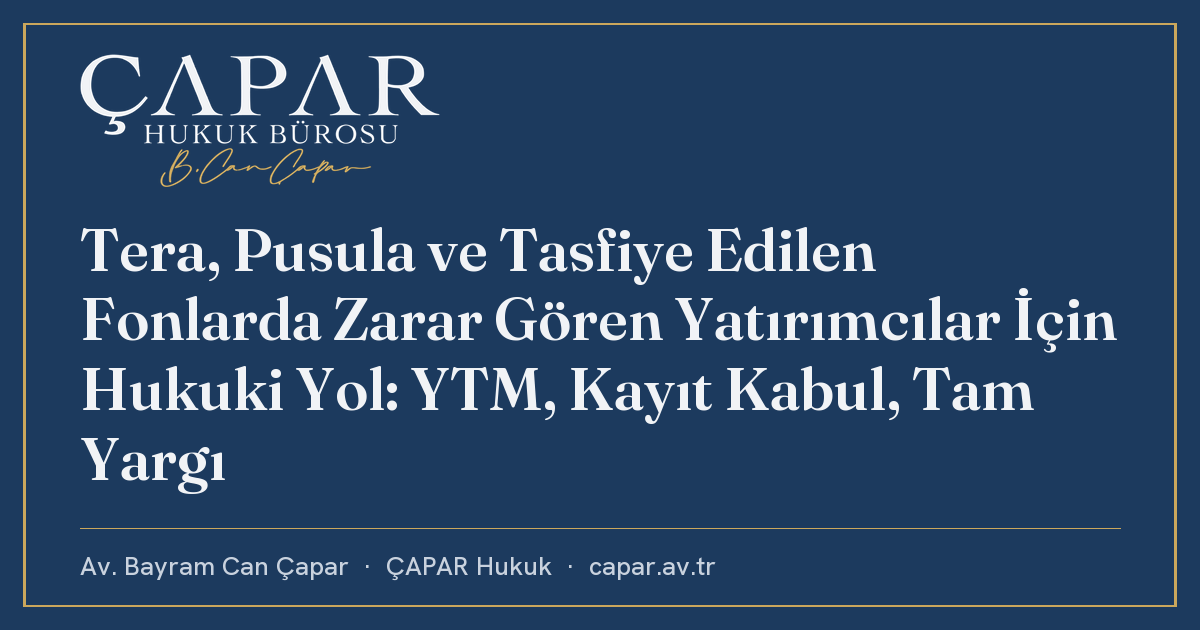 ÇAPAR
HUKUK BÜROSU
B.Can Çapar
Tera, Pusula ve Tasfiye Edilen
Fonlarda Zarar Gören Yatırımcılar İçin
Hukuki Yol: YTM, Kayıt Kabul, Tam
Yargı
Av. Bayram Can Çapar · ÇAPAR Hukuk · capar.av.tr